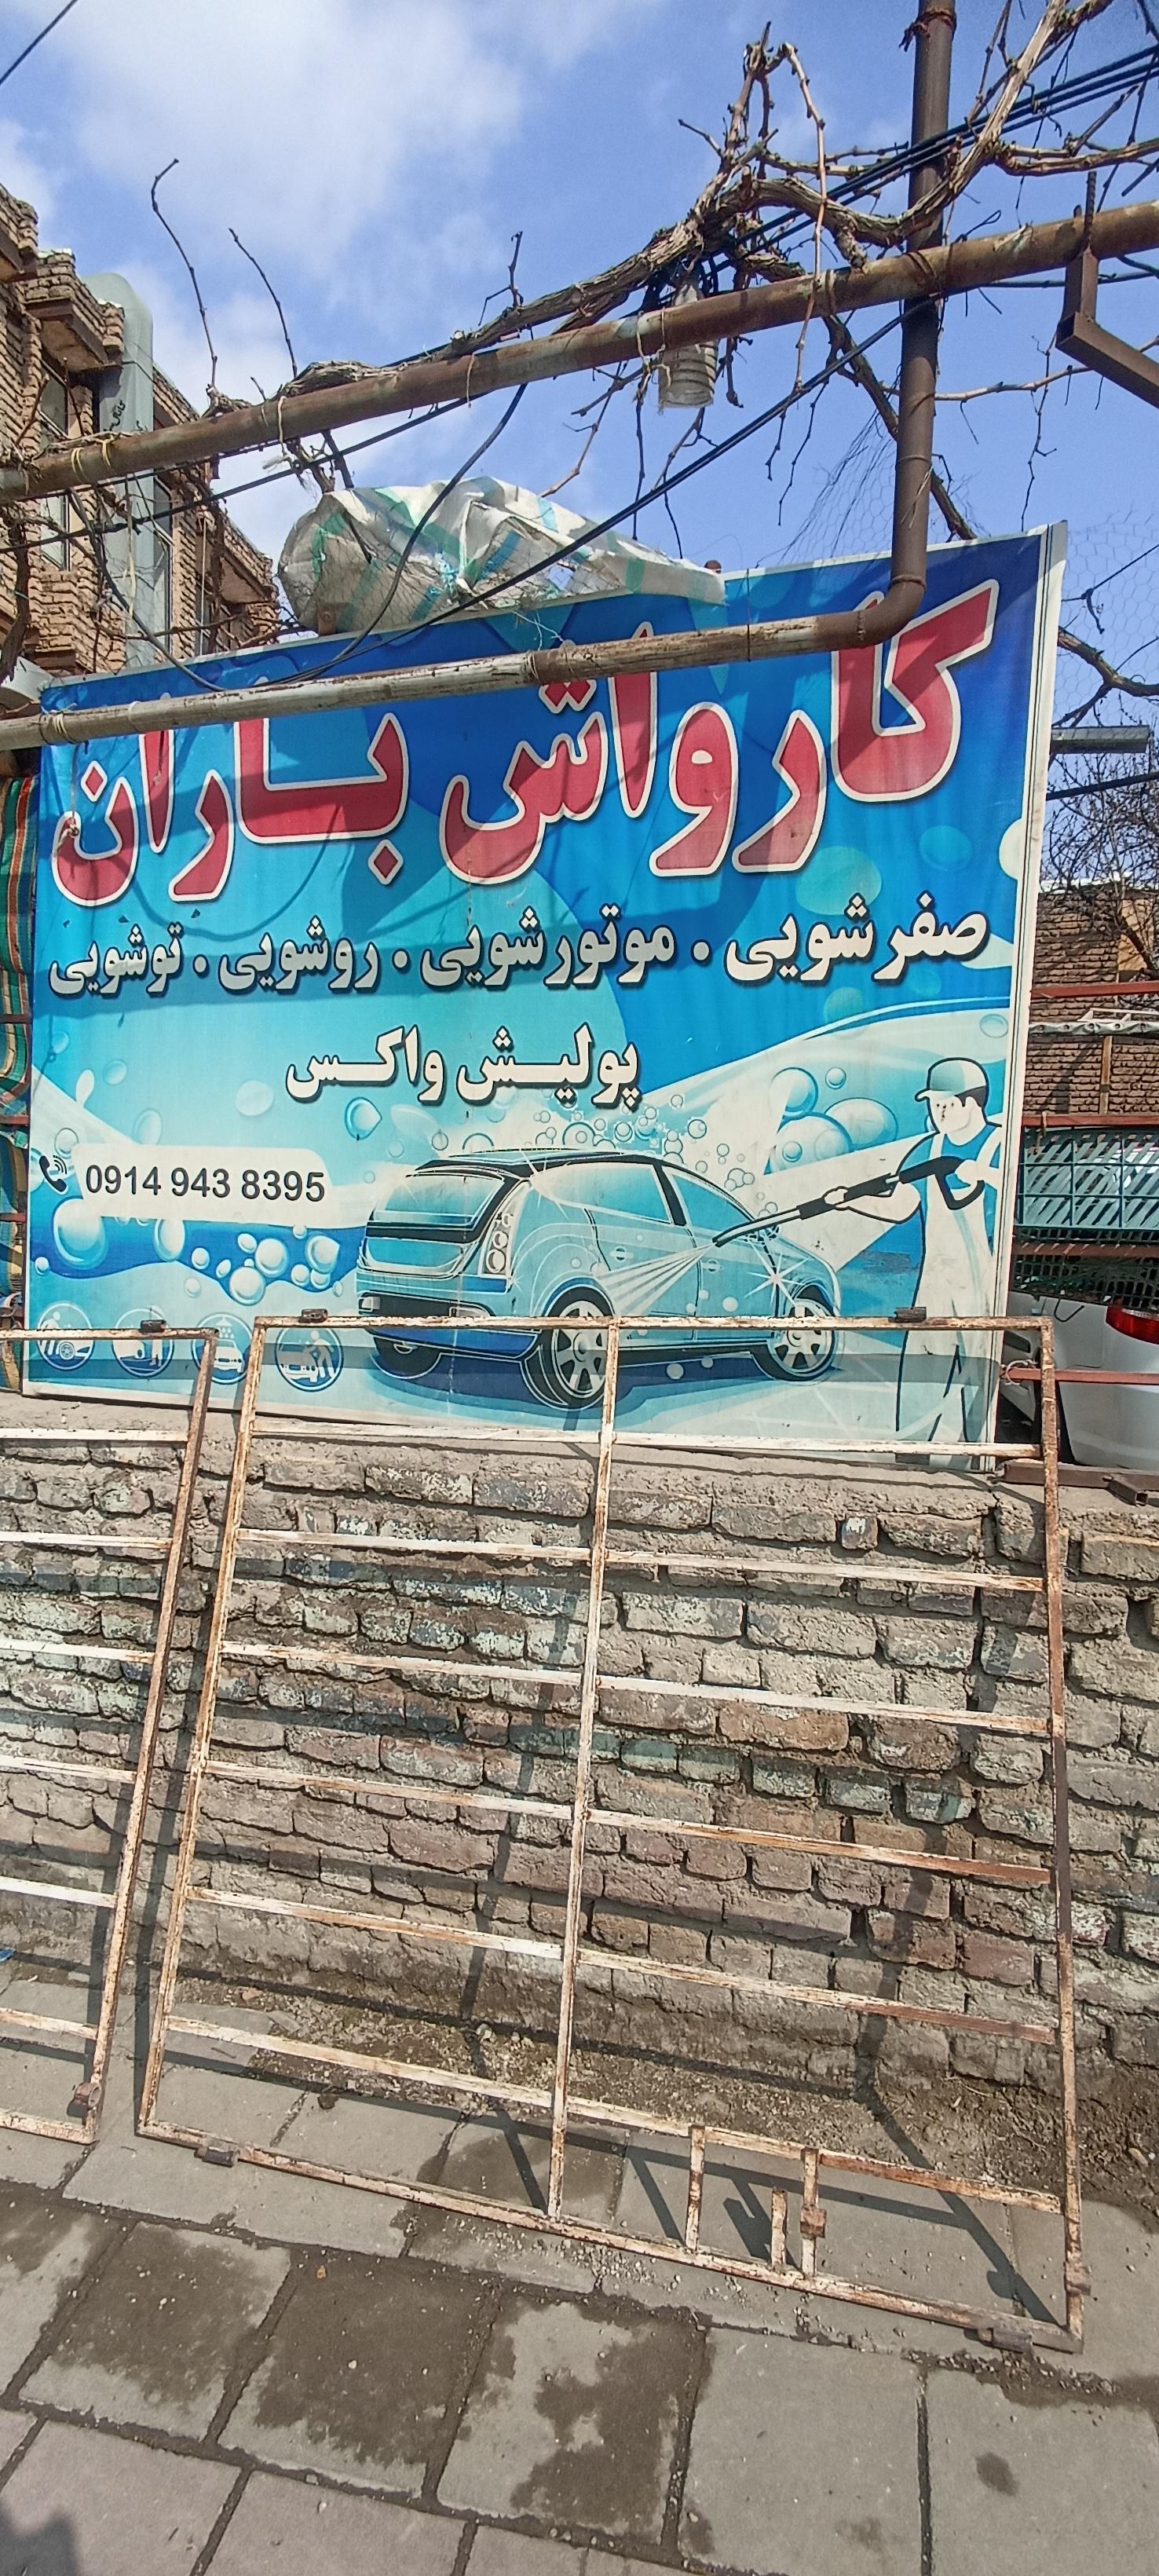 کارواش باران
صفرشویی . موتورشویی . روشویی . توشویی
پولیش واکس
0914 943 8395